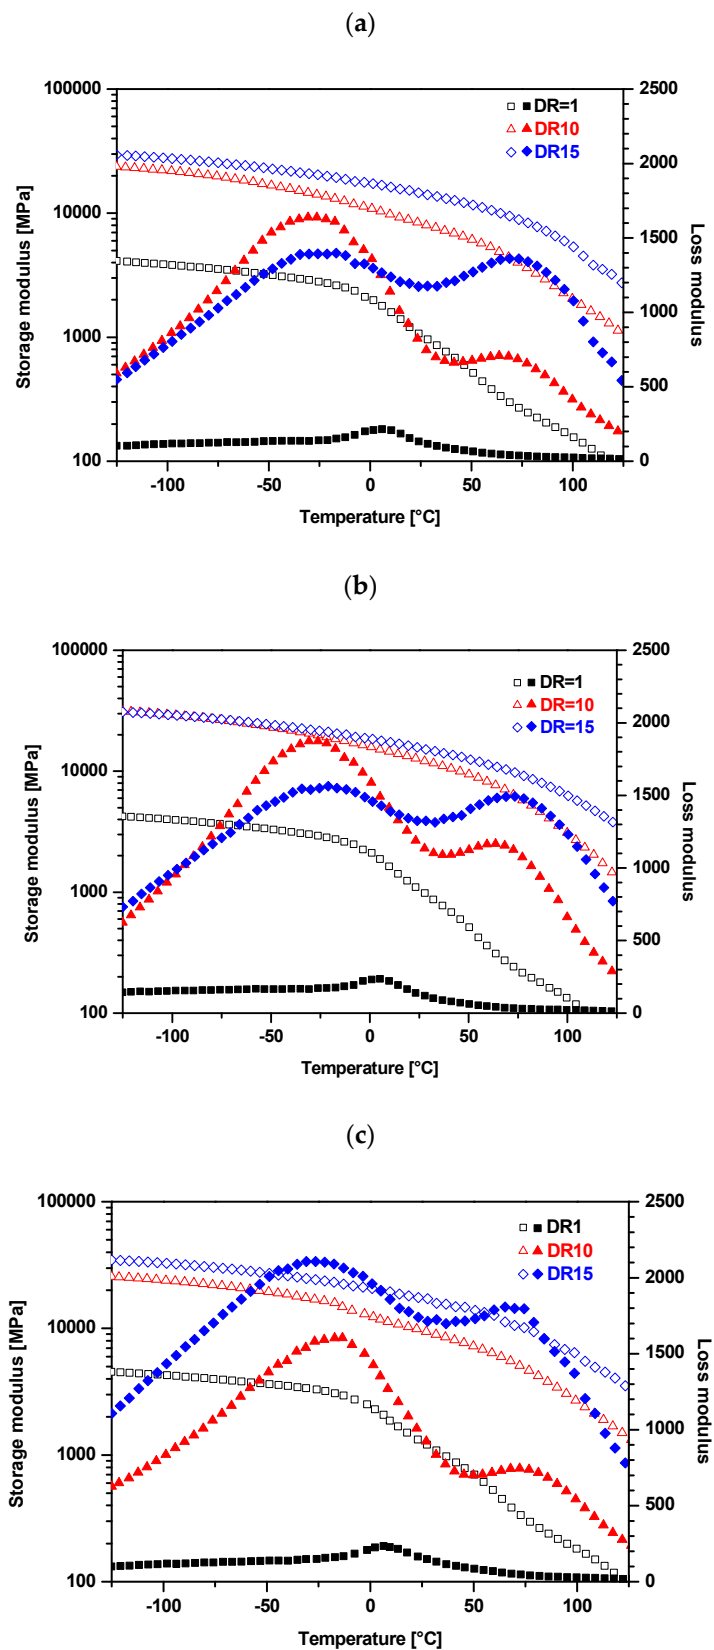 (a)
100000
10000
1000
100
Storage modulus [MPa]
2500
2000
1500
1000
500
0
Loss modulus
DR=1
DR10
DR15
-100
-50
0
50
100
Temperature [°C]
(b)
100000
10000
1000
100
Storage modulus [MPa]
2500
2000
1500
1000
500
0
Loss modulus
DR=1
DR=10
DR=15
-100
-50
0
50
100
Temperature [°C]
(c)
100000
10000
1000
100
Storage modulus [MPa]
2500
2000
1500
1000
500
0
Loss modulus
DR1
DR10
DR15
-100
-50
0
50
100
Temperature [°C]